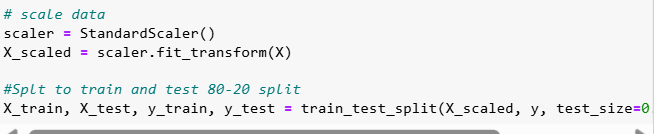 # scale data
scaler = StandardScaler()
X_scaled = scaler.fit_transform(X)
#Splt to train and test 80-20 split
X_train, X_test, y_train, y_test = train_test_split(X_scaled, y, test_size=0